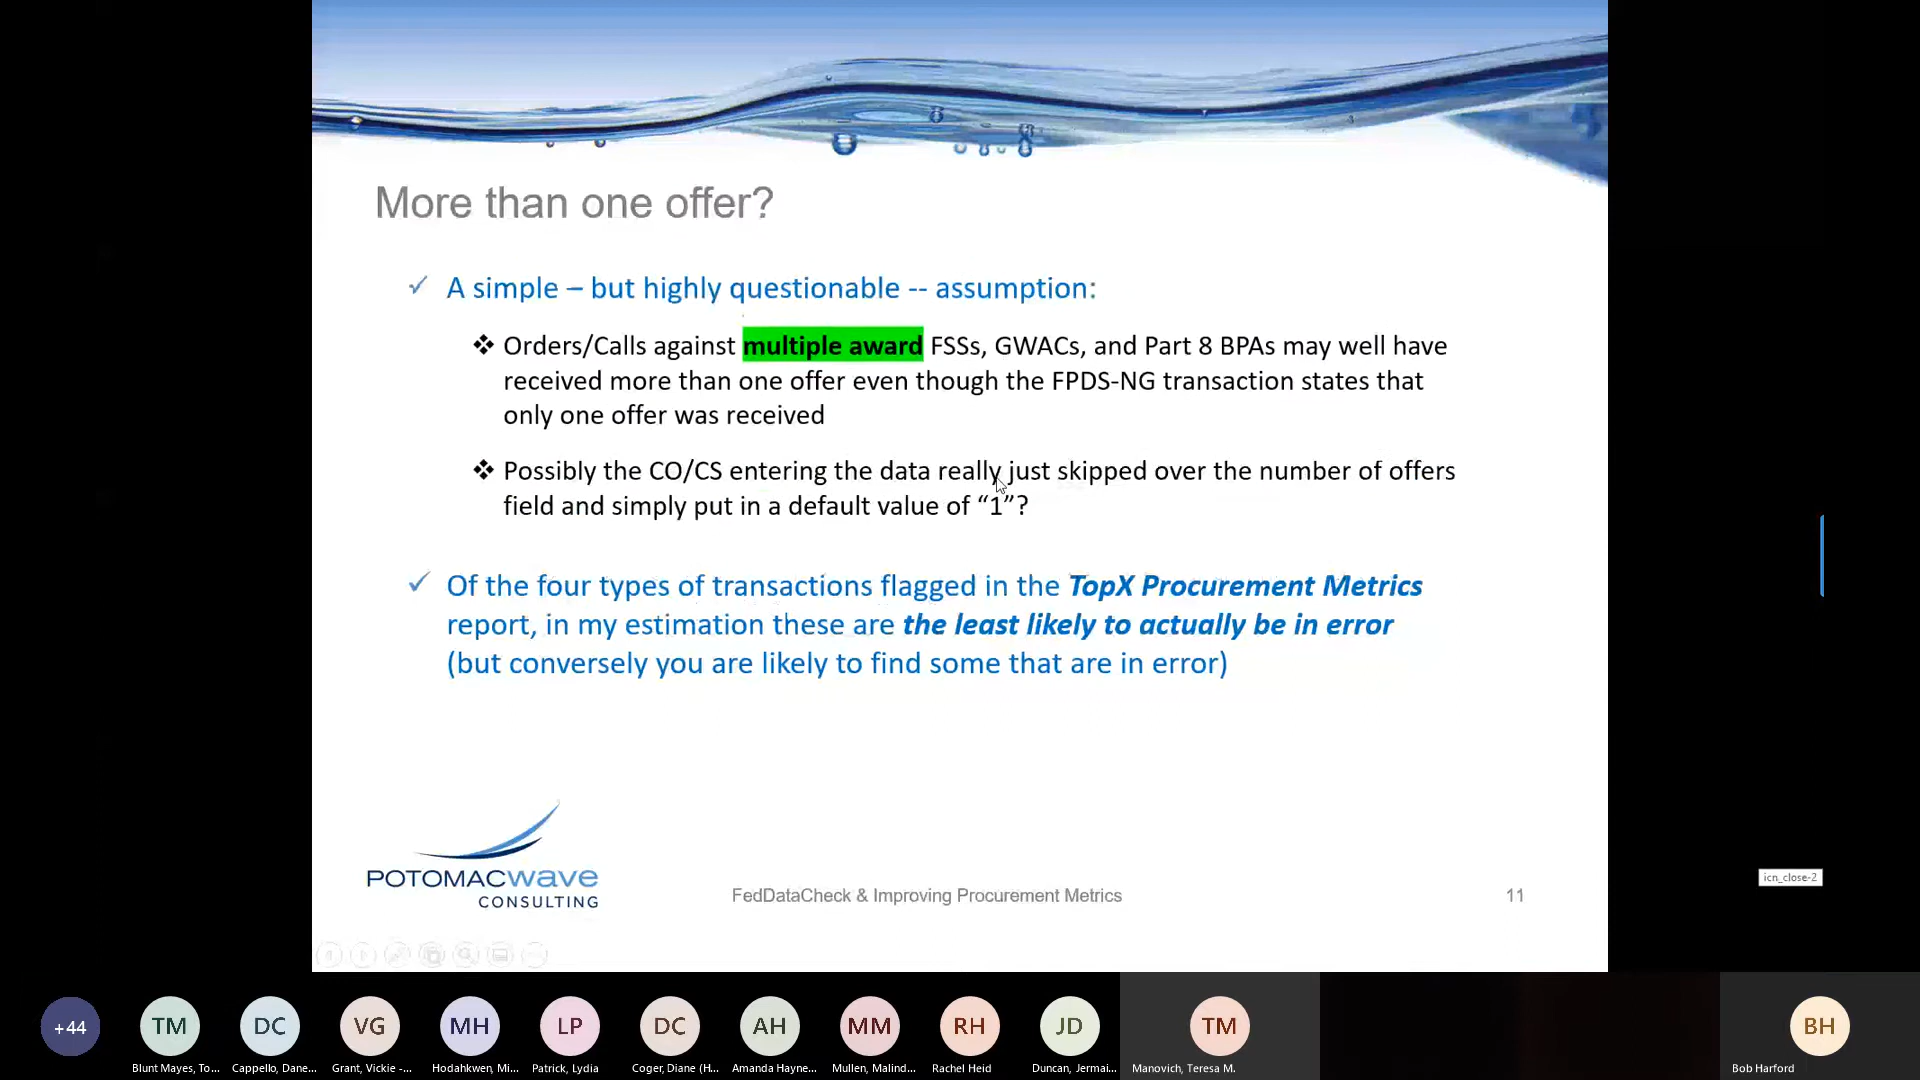 More than one offer?
✓ A simple – but highly questionable -- assumption:
❖ Orders/Calls against multiple award FSSs, GWACs, and Part 8 BPAs may well have
received more than one offer even though the FPDS-NG transaction states that
only one offer was received
❖ Possibly the CO/CS entering the data really just skipped over the number of offers
field and simply put in a default value of “1”?
✓ Of the four types of transactions flagged in the TopX Procurement Metrics
report, in my estimation these are the least likely to actually be in error
(but conversely you are likely to find some that are in error)
POTOMACWAVE
CONSULTING
FedDataCheck & Improving Procurement Metrics
11
icn_close-2
+44
TM
DC
VG
MH
LP
DC
AH
MM
RH
JD
TM
BH
Blunt Mayes, To...
Cappello, Dane...
Grant, Vickie -...
Hodahkwen, Mi...
Patrick, Lydia
Coger, Diane (H...
Amanda Hayne...
Mullen, Malind...
Rachel Heid
Duncan, Jermai...
Manovich, Teresa M.
Bob Harford